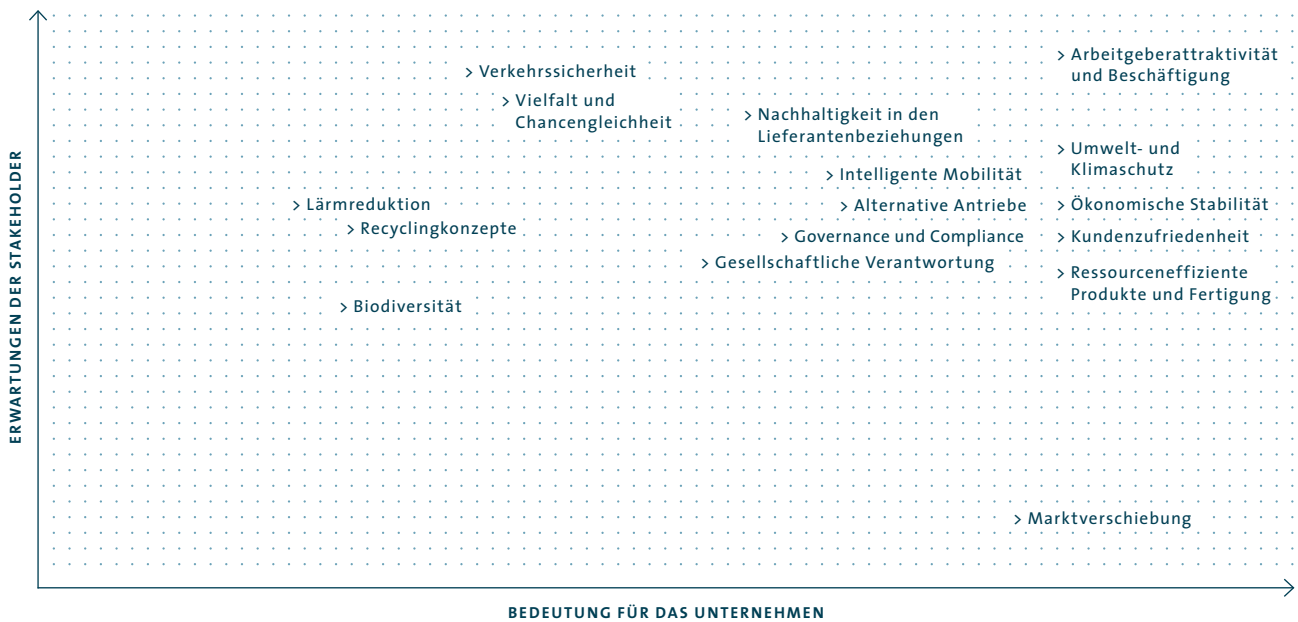 ERWARTUNGEN DER STAKEHOLDER
> Arbeitgeberattraktivität
und Beschäftigung
> Verkehrssicherheit
> Vielfalt und
Chancengleichheit
> Nachhaltigkeit in den
Lieferantenbeziehungen
> Umwelt- und
Klimaschutz
> Intelligente Mobilität
> Lärmreduktion
> Alternative Antriebe
> Ökonomische Stabilität
> Recyclingkonzepte
> Governance und Compliance
> Kundenzufriedenheit
> Gesellschaftliche Verantwortung
> Ressourceneffiziente
Produkte und Fertigung
> Biodiversität
> Marktverschiebung
BEDEUTUNG FÜR DAS UNTERNEHMEN